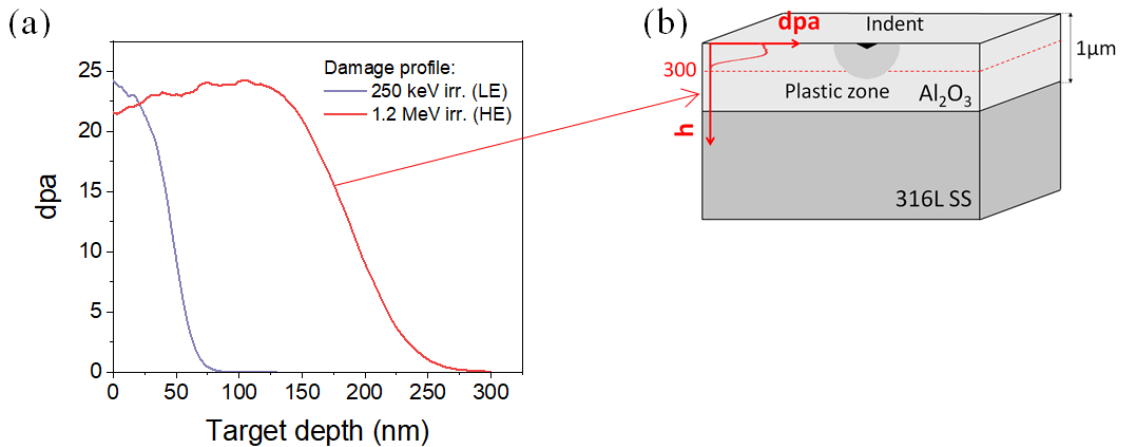 (a)
25
20
15
10
5
0
dpa
Damage profile:
250 keV irr. (LE)
1.2 MeV irr. (HE)
0 50 100 150 200 250 300
Target depth (nm)
(b)
Indent
dpa
1µm
300
Plastic zone
Al₂O₃
h
316L SS